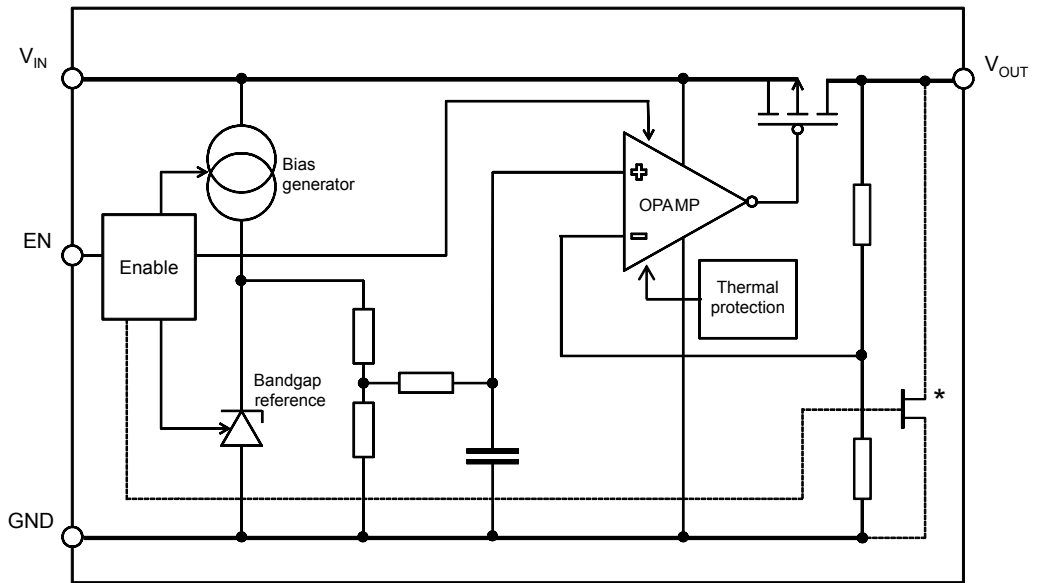 VIN
VOUT
Bias
generator
OPAMP
EN
Enable
Thermal
protection
Bandgap
reference
*
GND